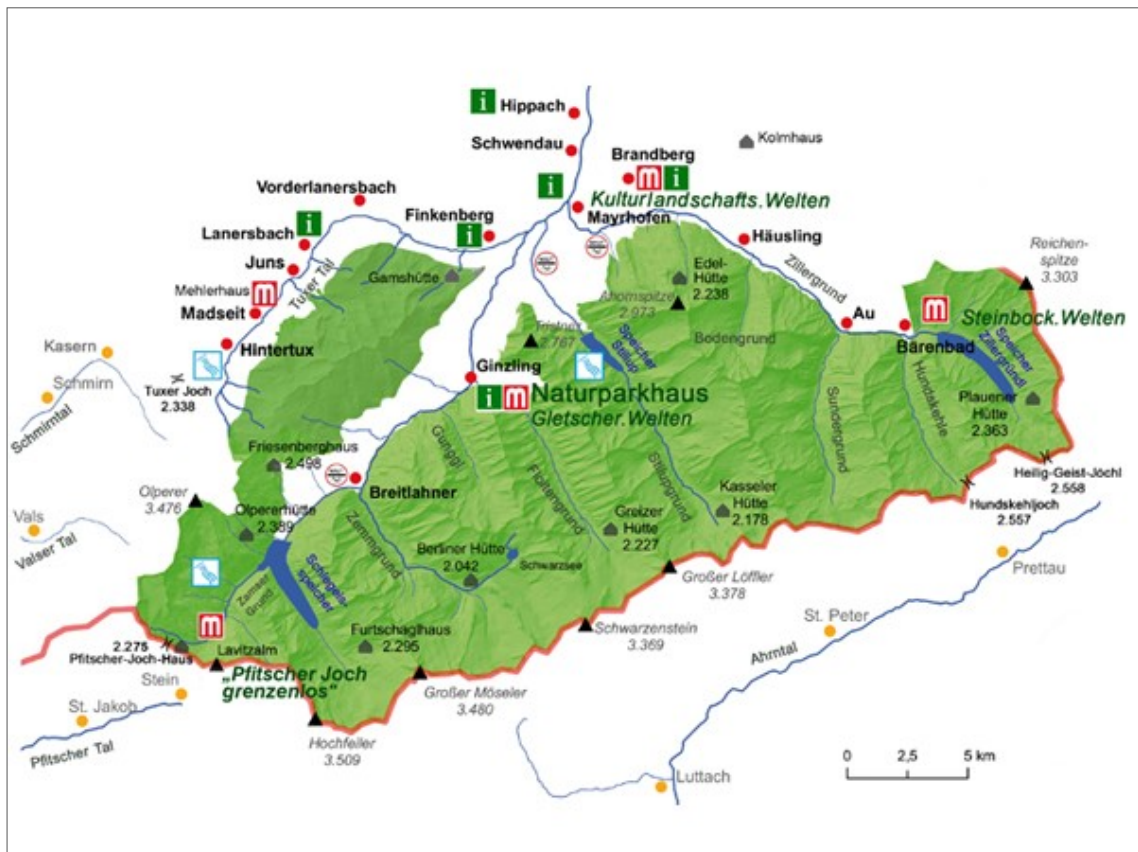 Hippach
Schwendau
Kolmhaus
Brandberg
Kulturlandschafts.Welten
Mayrhofen
Vorderlanersbach
Finkenberg
Lanersbach
Häusling
Juns
Tuxer Tal
Gamshütte
Edel-
Hütte
2.238
Zillergrund
Reichen-
spitze
3.303
Mehlerhaus
Madseit
Ahornspitze
2.973
Au
Steinbock.Welten
Bärenbad
Speicher
Zillergründl
Kasern
Hintertux
Tristner
2.767
Speicher
Stillup
Bodengrund
Schmirn
Schmirntal
Tuxer Joch
2.338
Ginzling
Naturparkhaus
Gletscher.Welten
Plauener
Hütte
2.363
Sundergrund
Hundskehle
Gunggl
Floitengrund
Stillupgrund
Friesenberghaus
2.498
Breitlahner
Heilig-Geist-Jöchl
2.558
Hundskehljoch
2.557
Olperer
3.476
Olpererhütte
2.389
Kasseler
Hütte
2.178
Greizer
Hütte
2.227
Zemmgrund
Vals
Valser Tal
Berliner Hütte
2.042
Schwarzsee
Prettau
Zamser
Grund
Schlegeis-
speicher
Großer Löffler
3.378
St. Peter
Schwarzenstein
3.369
Ahrntal
Furtschaglhaus
2.295
2.275
Pfitscher-Joch-Haus
Lavitzalm
„Pfitscher Joch
grenzenlos"
Stein
St. Jakob
Pfitscher Tal
Großer Möseler
3.480
Hochfeiler
3.509
Luttach
0 2,5 5 km